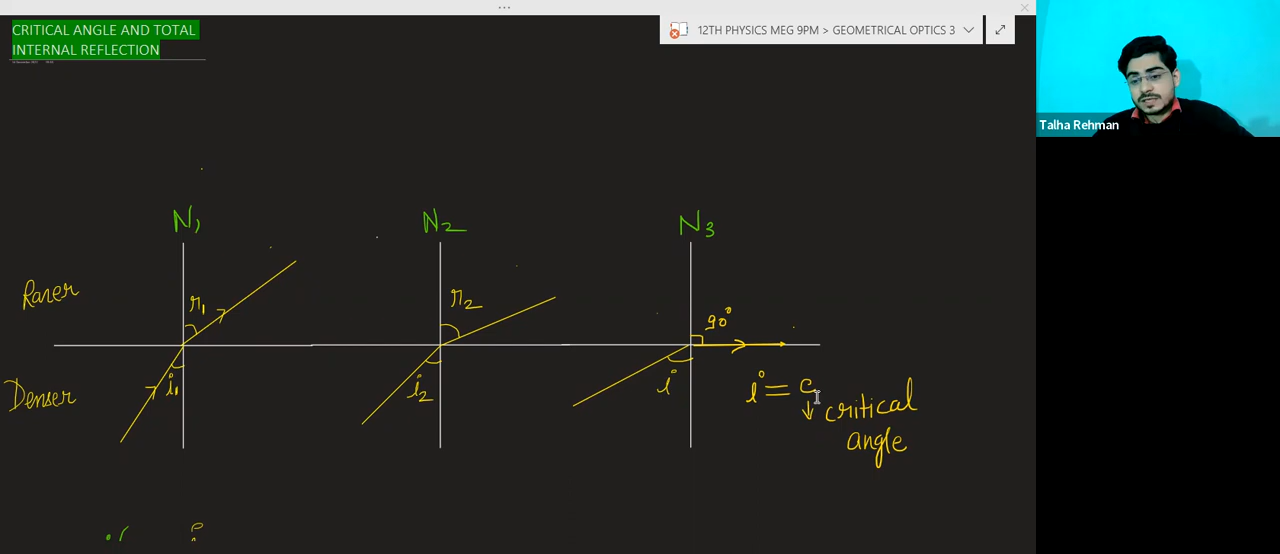 CRITICAL ANGLE AND TOTAL
INTERNAL REFLECTION
12TH PHYSICS MEG 9PM > GEOMETRICAL OPTICS 3
Talha Rehman
N1
N2
N3
Rarer
r1
r2
90°
Denser
i1
i2
i
i = c
critical
angle